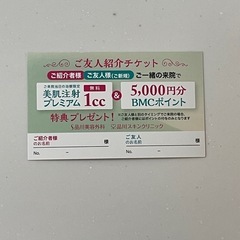 ご友人紹介チケット
ご紹介者様 ご友人様(ご新規) ご一緒の来院で
美肌注射 無料
プレミアム 1cc
&
5,000円分
BMCポイント
特典プレゼント!
品川美容外科 品川スキンクリニック
ご紹介者様
のお名前 様
No. － －
ご友人
のお名前 様
No. － －